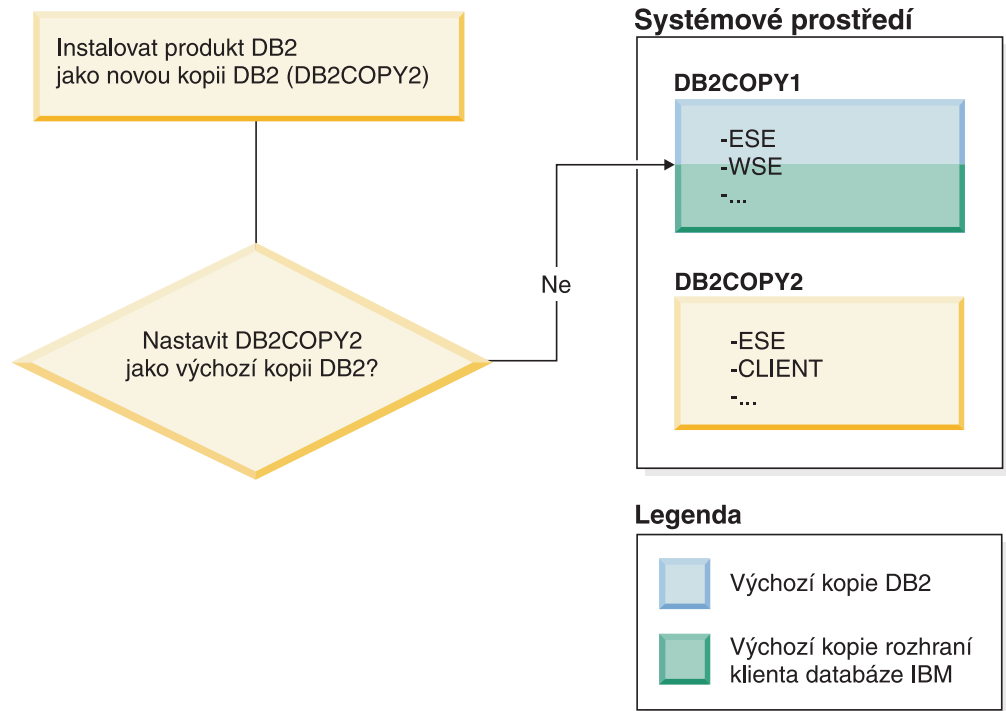 Instalovat produkt DB2
jako novou kopii DB2 (DB2COPY2)
Nastavit DB2COPY2
jako výchozí kopii DB2?
Ne
Systémové prostředí
DB2COPY1
-ESE
-WSE
-...
DB2COPY2
-ESE
-CLIENT
-...
Legenda
Výchozí kopie DB2
Výchozí kopie rozhraní
klienta databáze IBM